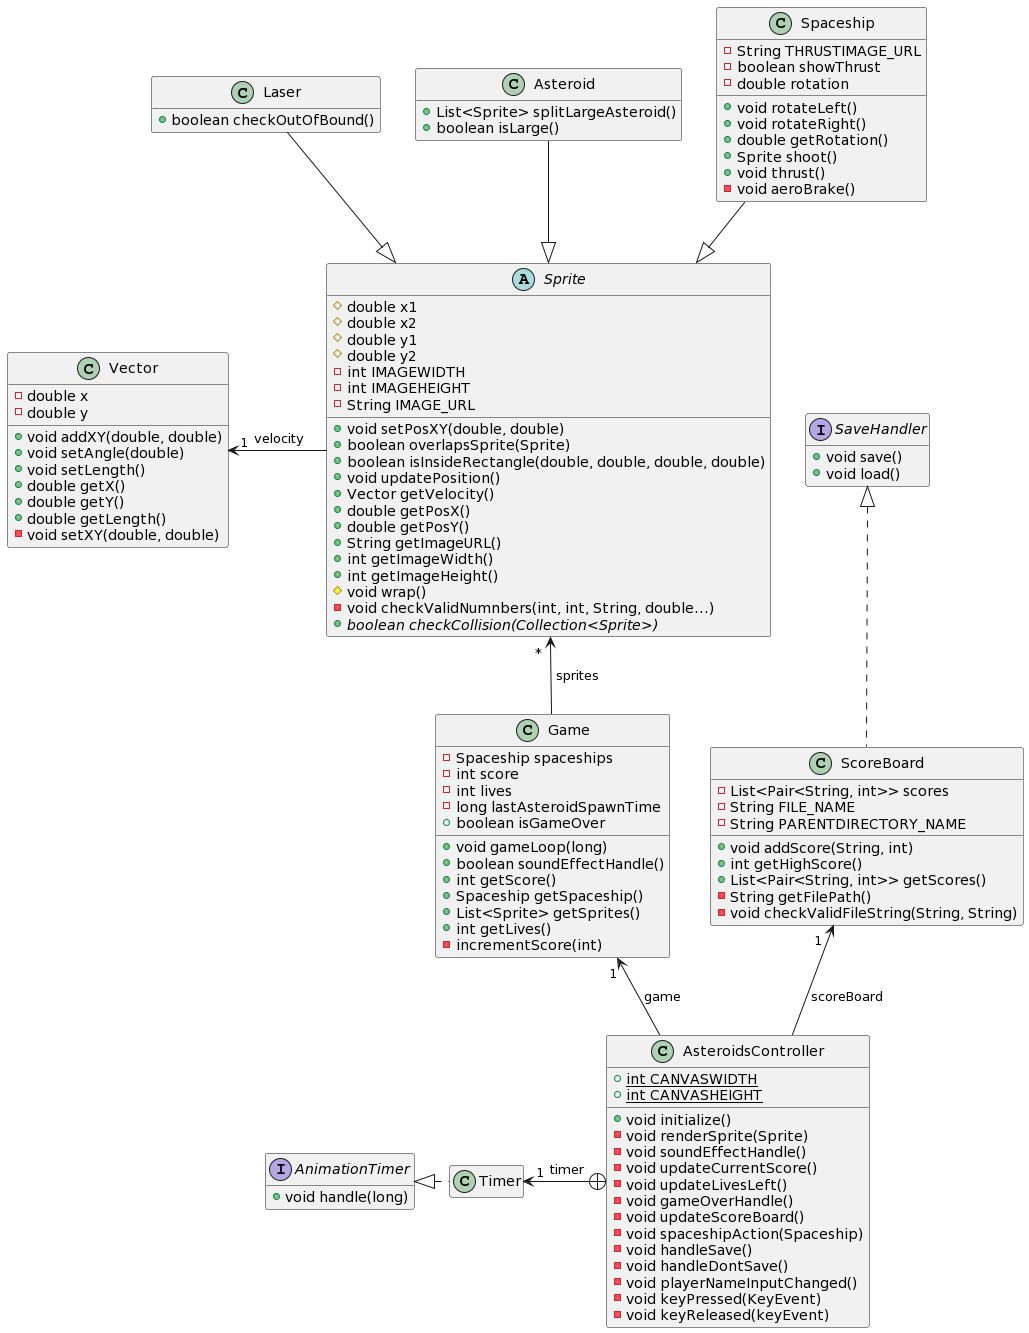 C Spaceship
String THRUSTIMAGE_URL
boolean showThrust
double rotation
void rotateLeft()
void rotateRight()
double getRotation()
Sprite shoot()
void thrust()
void aeroBrake()
C Laser
boolean checkOutOfBound()
C Asteroid
List<Sprite> splitLargeAsteroid()
boolean isLarge()
A Sprite
double x1
double x2
double y1
double y2
int IMAGEWIDTH
int IMAGEHEIGHT
String IMAGE_URL
void setPosXY(double, double)
boolean overlapsSprite(Sprite)
boolean isInsideRectangle(double, double, double, double)
void updatePosition()
Vector getVelocity()
double getPosX()
double getPosY()
String getImageURL()
int getImageWidth()
int getImageHeight()
void wrap()
void checkValidNumnbers(int, int, String, double...)
boolean checkCollision(Collection<Sprite>)
C Vector
double x
double y
void addXY(double, double)
void setAngle(double)
void setLength()
double getX()
double getY()
double getLength()
void setXY(double, double)
1 velocity
I SaveHandler
void save()
void load()
*
sprites
C Game
Spaceship spaceships
int score
int lives
long lastAsteroidSpawnTime
boolean isGameOver
void gameLoop(long)
boolean soundEffectHandle()
int getScore()
Spaceship getSpaceship()
List<Sprite> getSprites()
int getLives()
incrementScore(int)
C ScoreBoard
List<Pair<String, int>> scores
String FILE_NAME
String PARENTDIRECTORY_NAME
void addScore(String, int)
int getHighScore()
List<Pair<String, int>> getScores()
String getFilePath()
void checkValidFileString(String, String)
1
game
1
scoreBoard
C AsteroidsController
int CANVASWIDTH
int CANVASHEIGHT
void initialize()
void renderSprite(Sprite)
void soundEffectHandle()
void updateCurrentScore()
void updateLivesLeft()
void gameOverHandle()
void updateScoreBoard()
void spaceshipAction(Spaceship)
void handleSave()
void handleDontSave()
void playerNameInputChanged()
void keyPressed(KeyEvent)
void keyReleased(keyEvent)
I AnimationTimer
void handle(long)
C Timer
1 timer